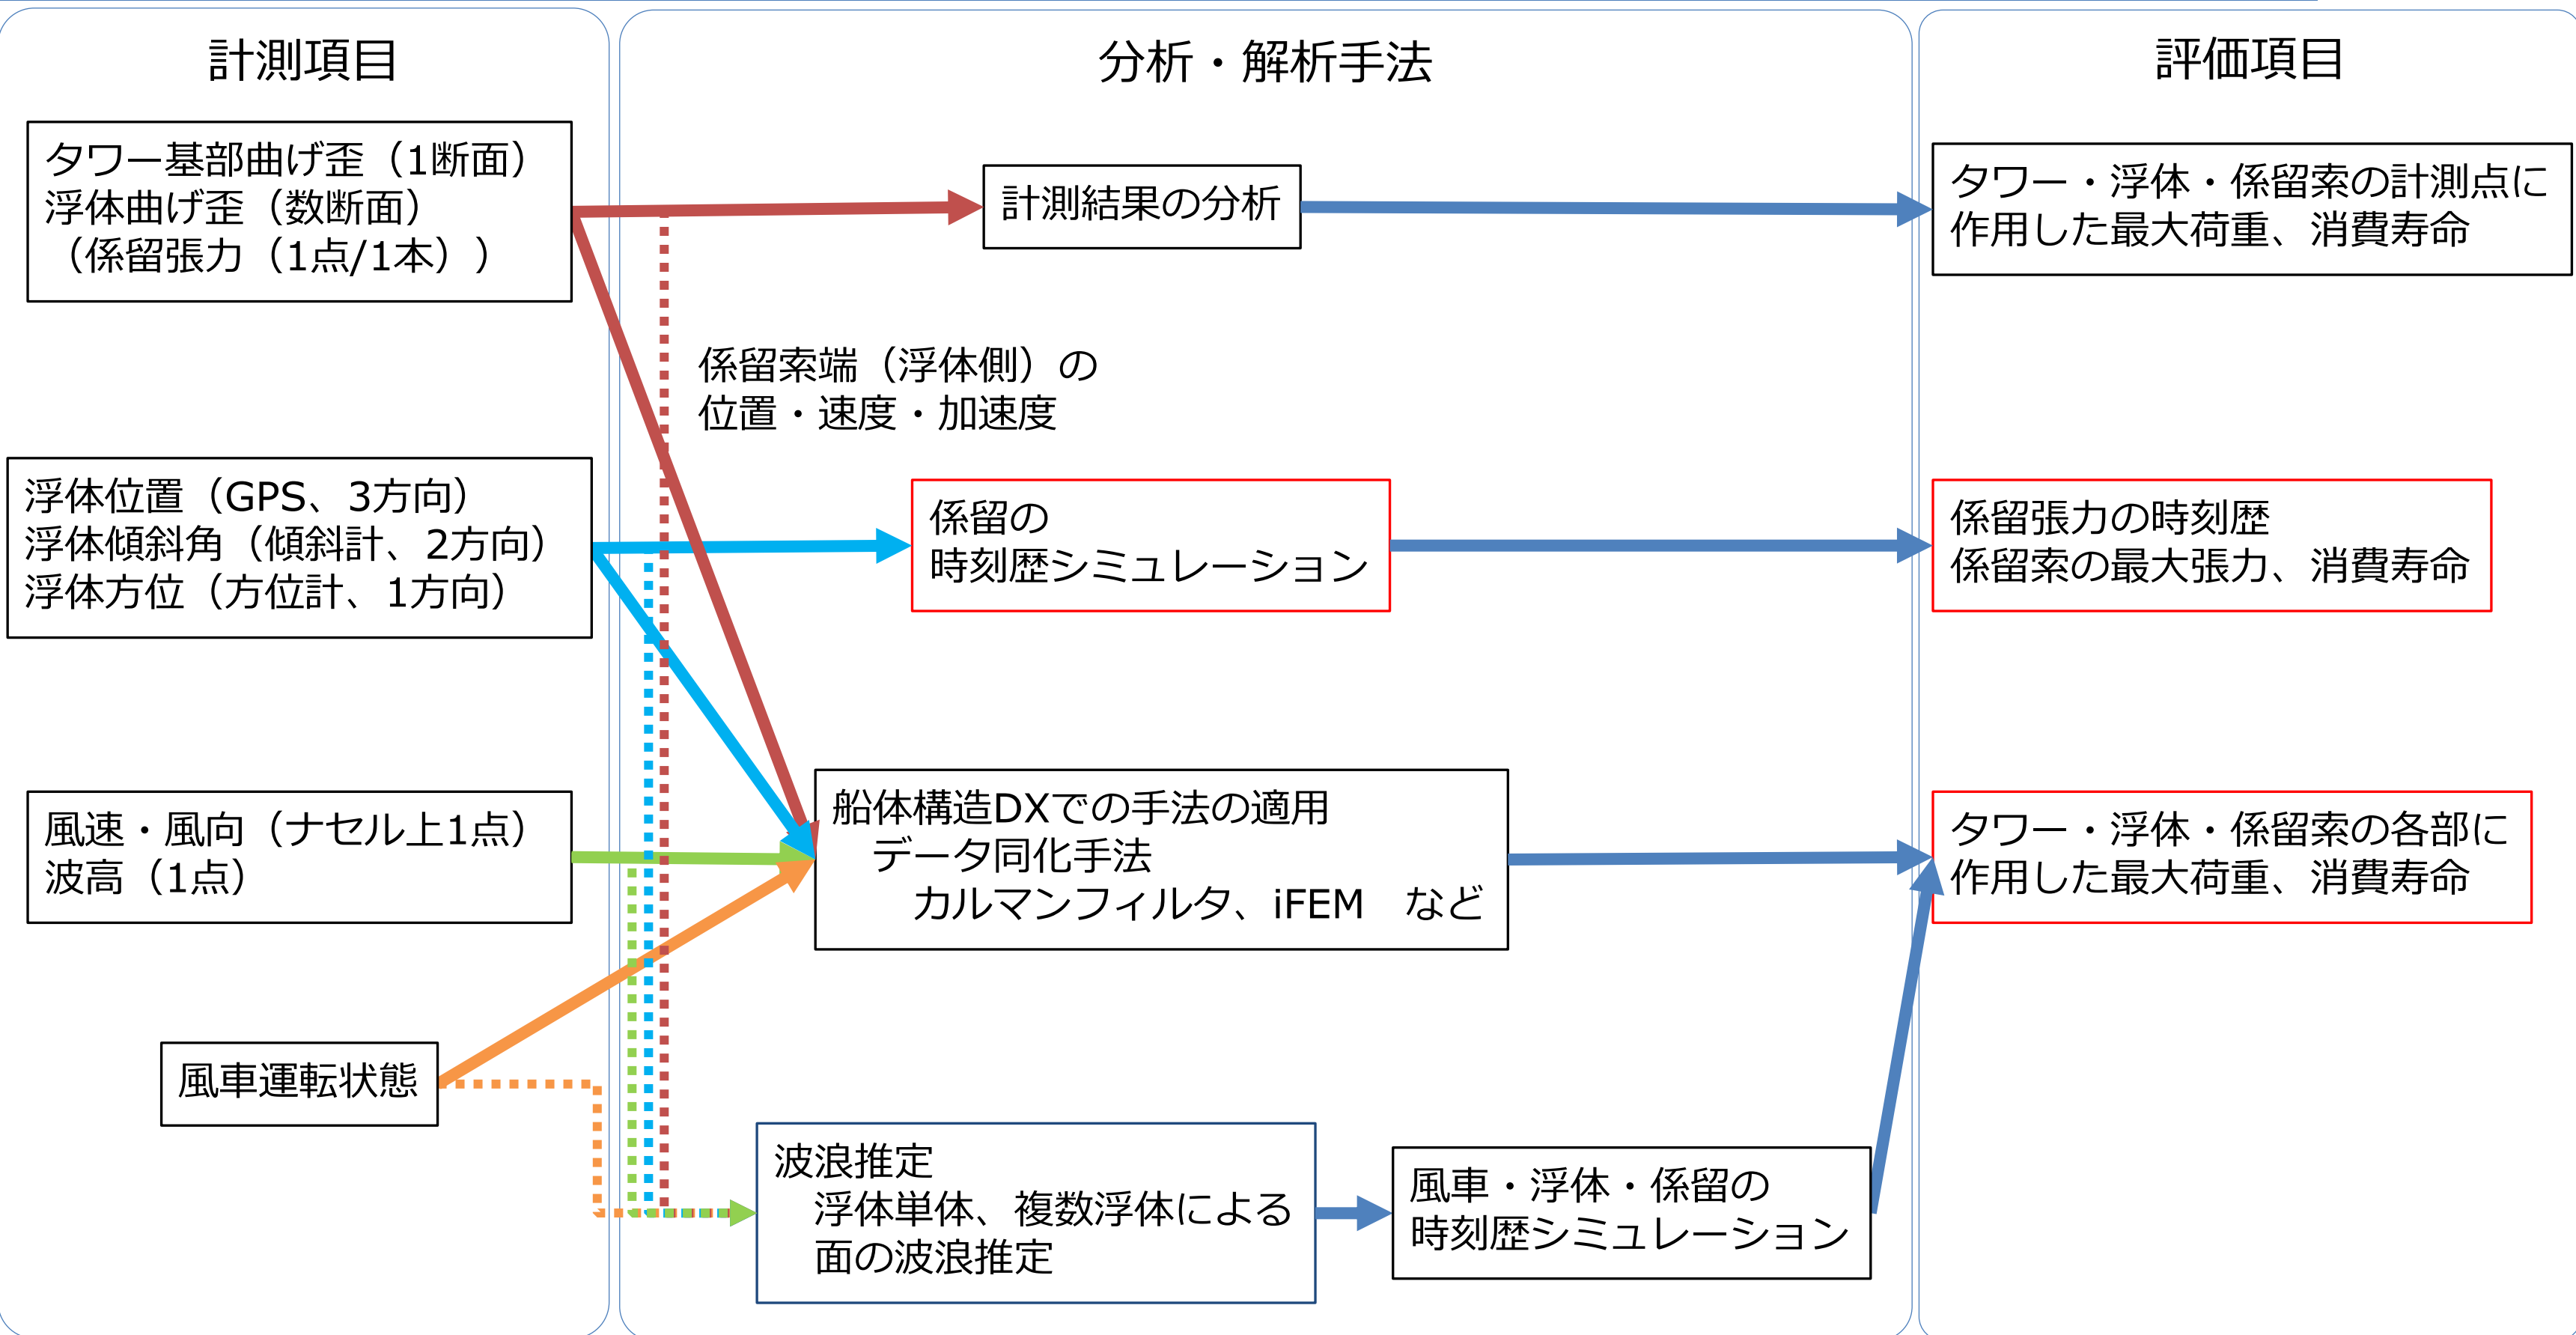 計測項目
タワー基部曲げ歪（1断面）
浮体曲げ歪（数断面）
（係留張力（1点/1本））
浮体位置（GPS、3方向）
浮体傾斜角（傾斜計、2方向）
浮体方位（方位計、1方向）
風速・風向（ナセル上1点）
波高（1点）
風車運転状態
分析・解析手法
計測結果の分析
係留索端（浮体側）の
位置・速度・加速度
係留の
時刻歴シミュレーション
船体構造DXでの手法の適用
データ同化手法
カルマンフィルタ、iFEM　など
波浪推定
浮体単体、複数浮体による
面の波浪推定
風車・浮体・係留の
時刻歴シミュレーション
評価項目
タワー・浮体・係留索の計測点に
作用した最大荷重、消費寿命
係留張力の時刻歴
係留索の最大張力、消費寿命
タワー・浮体・係留索の各部に
作用した最大荷重、消費寿命